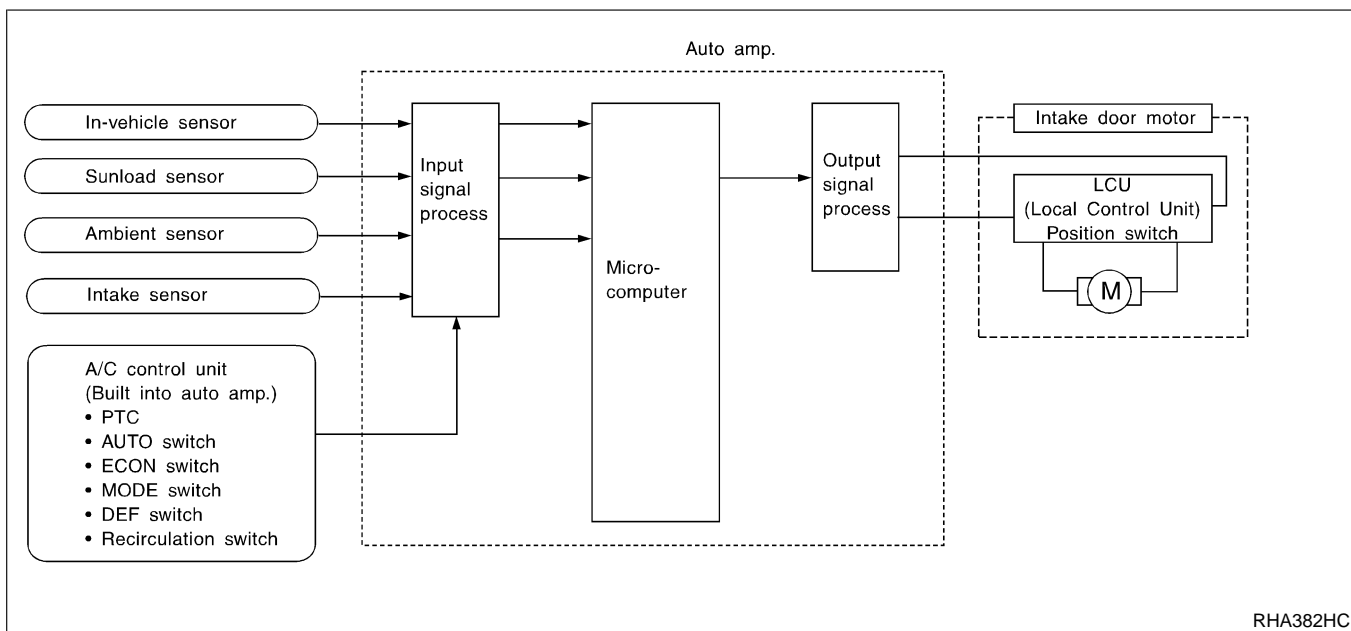 Auto amp.
In-vehicle sensor
Sunload sensor
Ambient sensor
Intake sensor
A/C control unit
(Built into auto amp.)
• PTC
• AUTO switch
• ECON switch
• MODE switch
• DEF switch
• Recirculation switch
Input
signal
process
Micro-
computer
Output
signal
process
Intake door motor
LCU
(Local Control Unit)
Position switch
M
RHA382HC